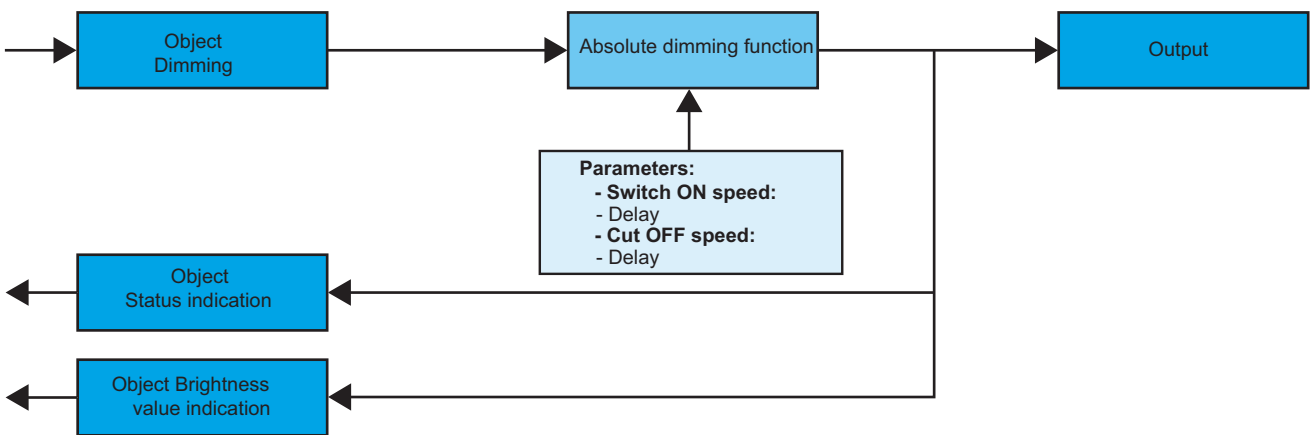 Object
Dimming
Absolute dimming function
Output
Parameters:
- Switch ON speed:
- Delay
- Cut OFF speed:
- Delay
Object
Status indication
Object Brightness
value indication